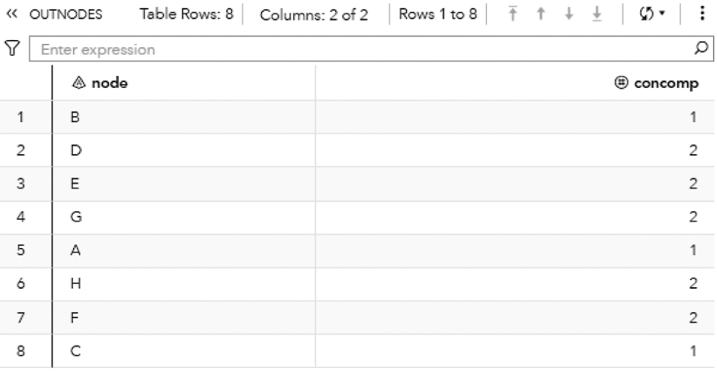 OUTNODES Table Rows: 8 Columns: 2 of 2 Rows 1 to 8
Enter expression
node concomp
1 B 1
2 D 2
3 E 2
4 G 2
5 A 1
6 H 2
7 F 2
8 C 1